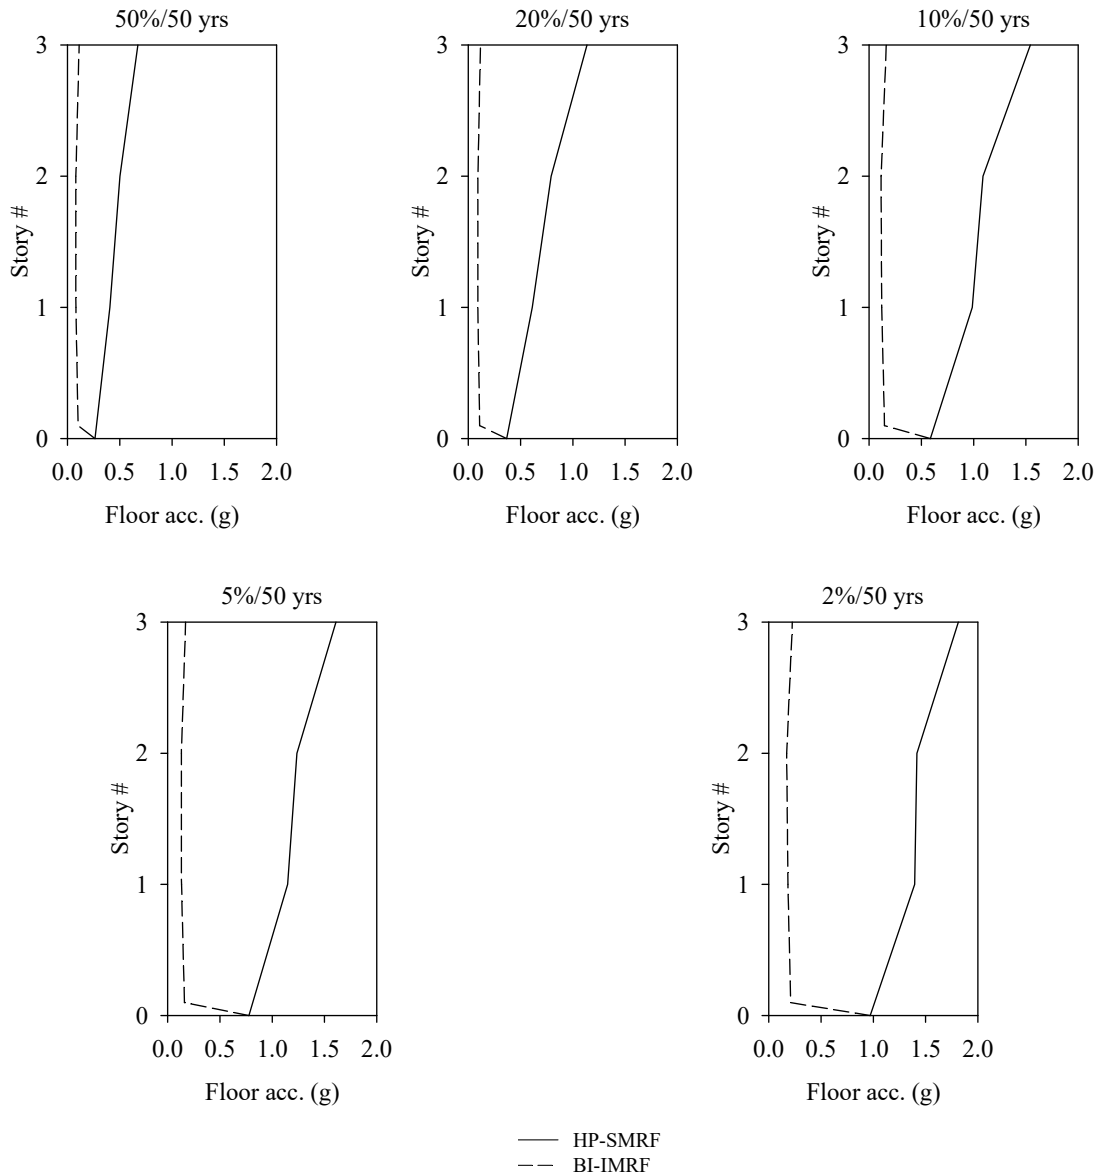 50%/50 yrs
20%/50 yrs
10%/50 yrs
3
2
1
0
Story #
0.0 0.5 1.0 1.5 2.0
Floor acc. (g)
3
2
1
0
Story #
0.0 0.5 1.0 1.5 2.0
Floor acc. (g)
3
2
1
0
Story #
0.0 0.5 1.0 1.5 2.0
Floor acc. (g)
5%/50 yrs
3
2
1
0
Story #
0.0 0.5 1.0 1.5 2.0
Floor acc. (g)
2%/50 yrs
3
2
1
0
Story #
0.0 0.5 1.0 1.5 2.0
Floor acc. (g)
HP-SMRF
BI-IMRF